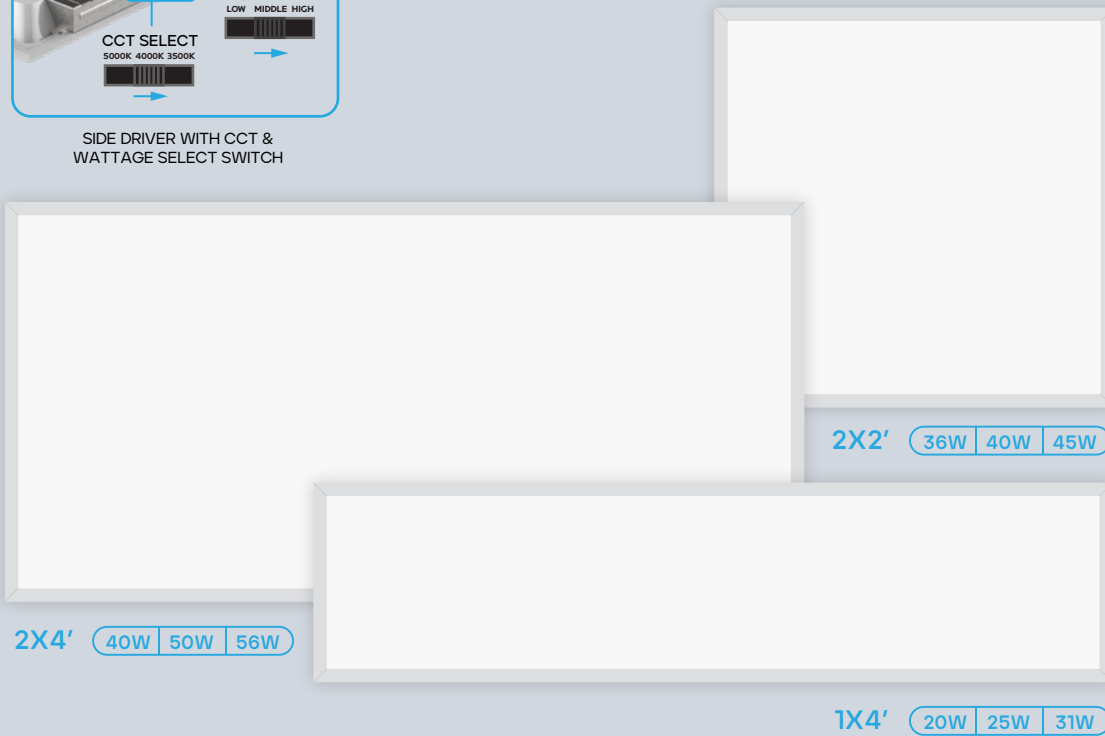 LOW MIDDLE HIGH
CCT SELECT
5000K 4000K 3500K
SIDE DRIVER WITH CCT &
WATTAGE SELECT SWITCH
2X2' 36W 40W 45W
2X4' 40W 50W 56W
1X4' 20W 25W 31W